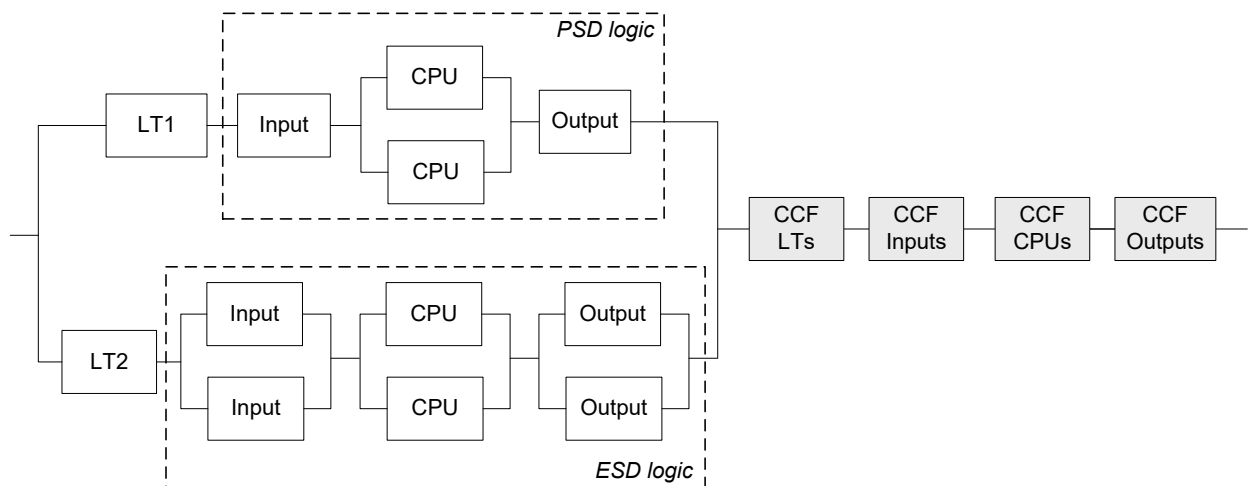 PSD logic
LT1
Input
CPU
CPU
Output
CCF
LTs
CCF
Inputs
CCF
CPUs
CCF
Outputs
LT2
Input
Input
CPU
CPU
Output
Output
ESD logic